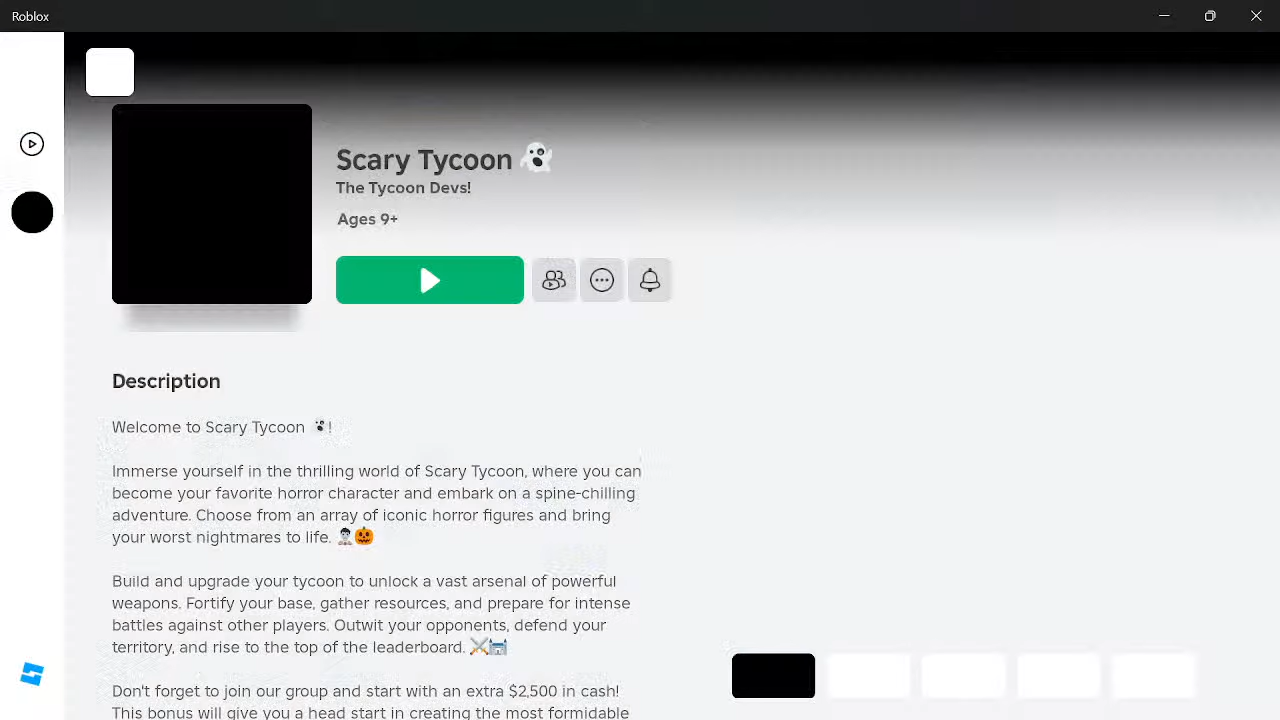 Roblox
Scary Tycoon 👻
The Tycoon Devs!
Ages 9+
Description
Welcome to Scary Tycoon 👻!
Immerse yourself in the thrilling world of Scary Tycoon, where you can
become your favorite horror character and embark on a spine-chilling
adventure. Choose from an array of iconic horror figures and bring
your worst nightmares to life. 🧛🎃
Build and upgrade your tycoon to unlock a vast arsenal of powerful
weapons. Fortify your base, gather resources, and prepare for intense
battles against other players. Outwit your opponents, defend your
territory, and rise to the top of the leaderboard. ⚔️🏰
Don't forget to join our group and start with an extra $2,500 in cash!
This bonus will give you a head start in creating the most formidable